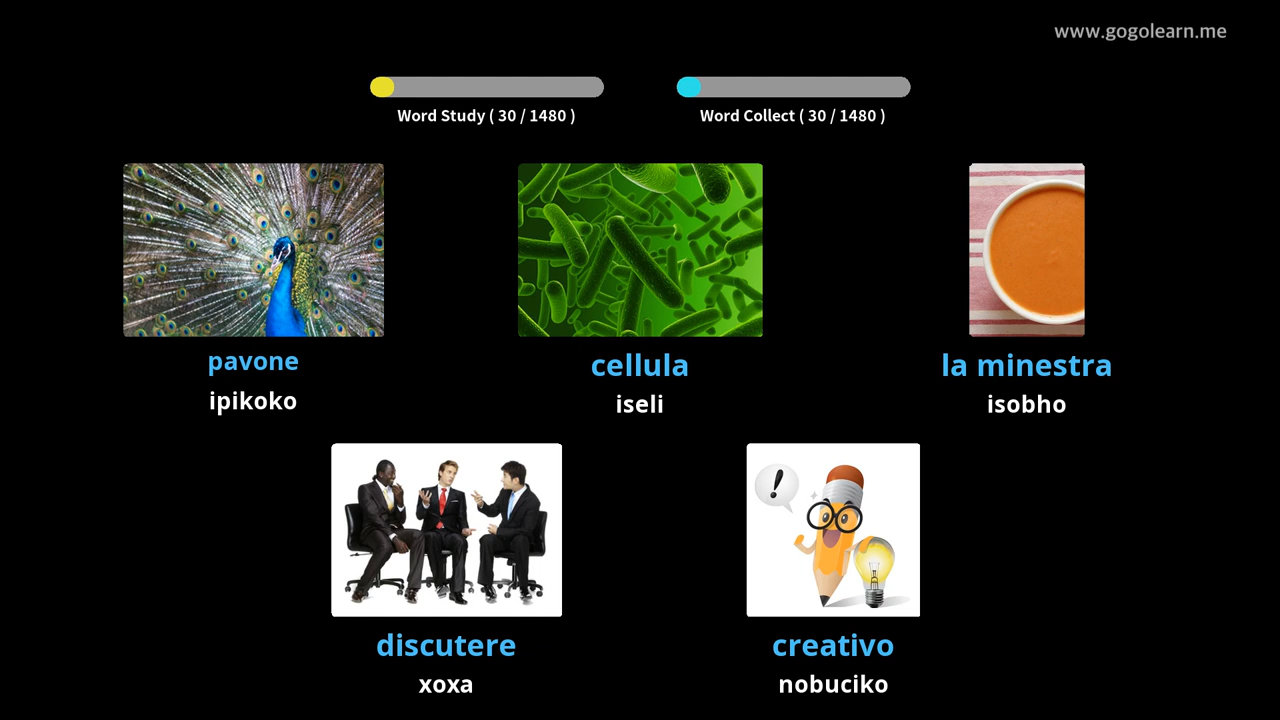 www.gogolearn.me
Word Study ( 30 / 1480 )
Word Collect ( 30 / 1480 )
pavone
ipikoko
cellula
iseli
la minestra
isobho
discutere
xoxa
creativo
nobuciko